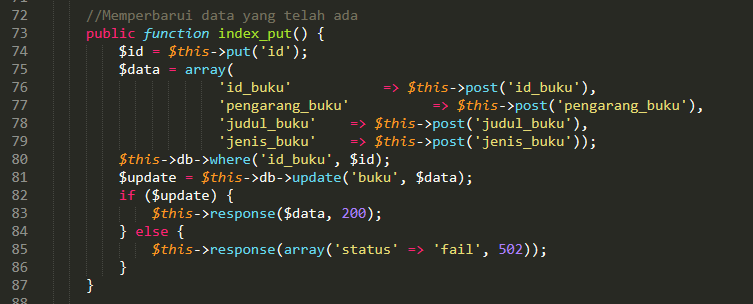 72 //Memperbarui data yang telah ada
73 public function index_put() {
74 $id = $this->put('id');
75 $data = array(
76 'id_buku' => $this->post('id_buku'),
77 'pengarang_buku' => $this->post('pengarang_buku'),
78 'judul_buku' => $this->post('judul_buku'),
79 'jenis_buku' => $this->post('jenis_buku'));
80 $this->db->where('id_buku', $id);
81 $update = $this->db->update('buku', $data);
82 if ($update) {
83 $this->response($data, 200);
84 } else {
85 $this->response(array('status' => 'fail', 502));
86 }
87 }
88